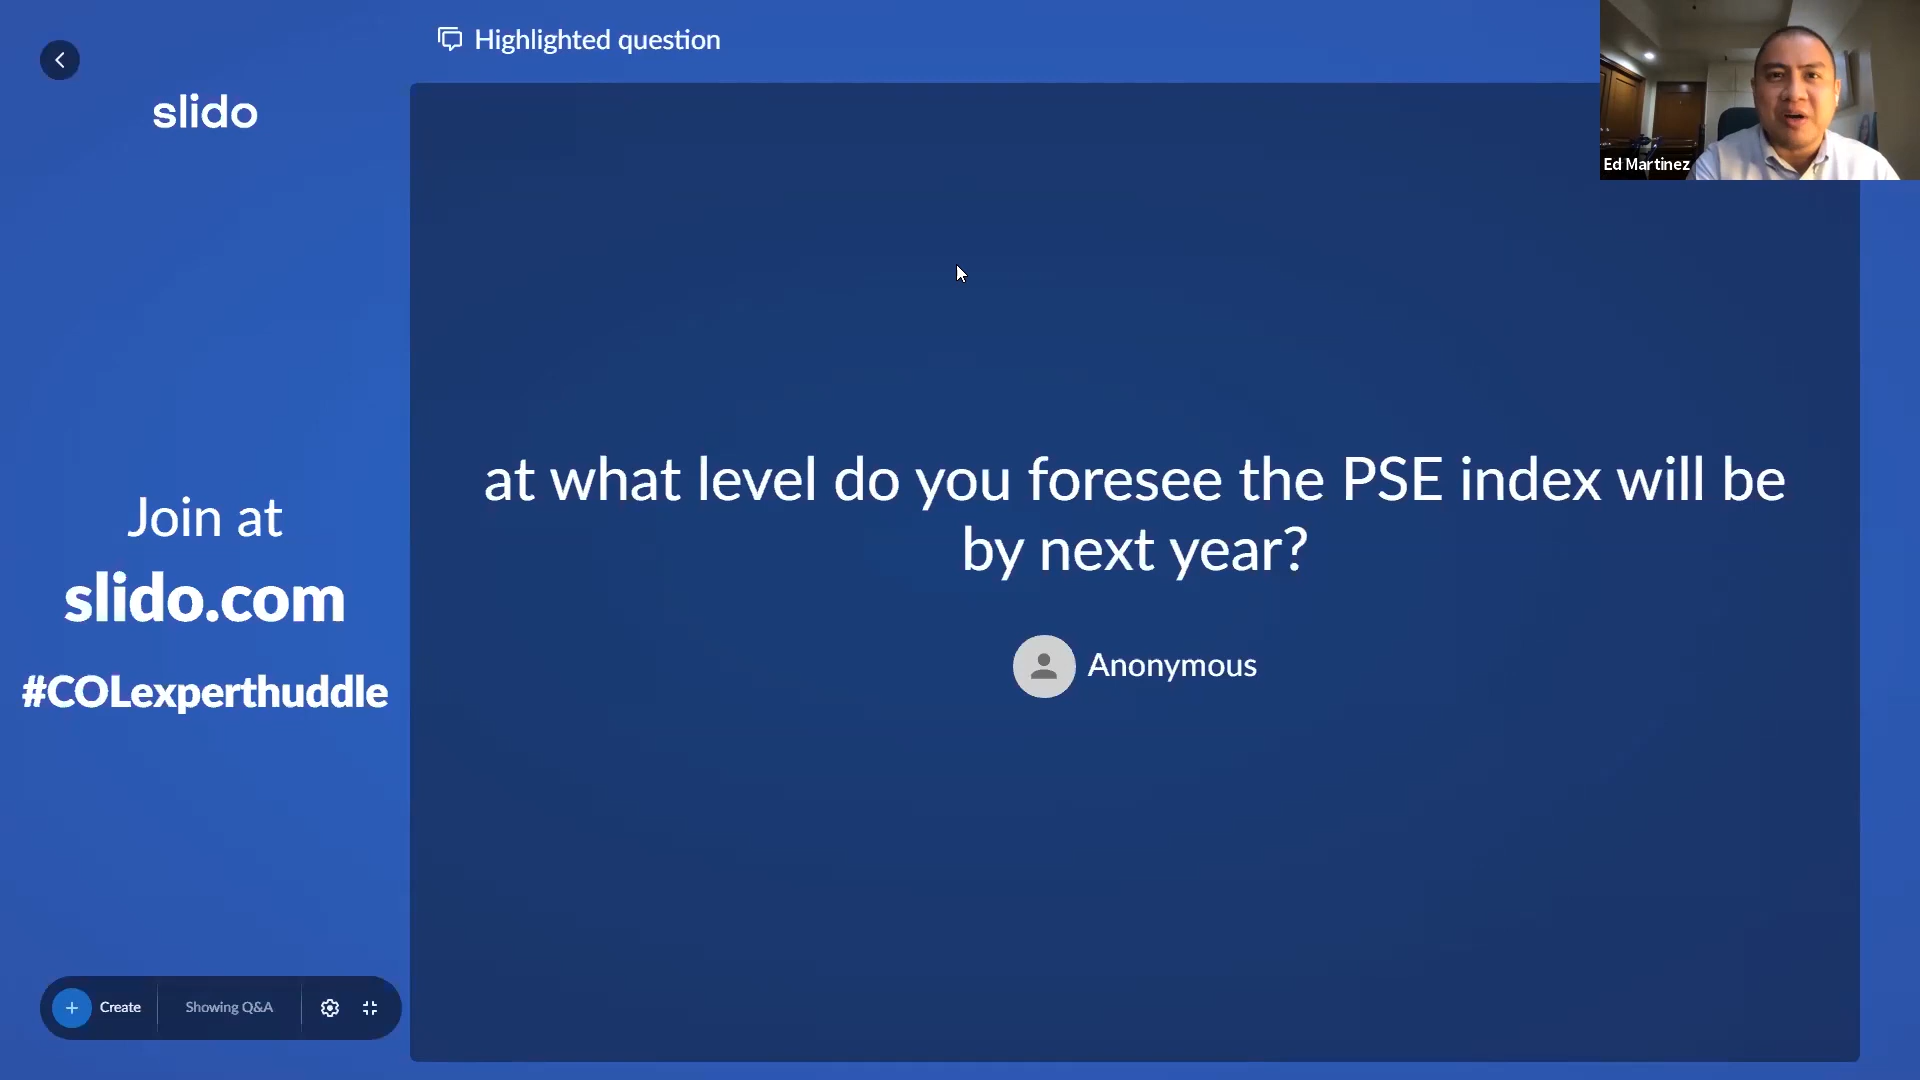 Highlighted question
slido
Ed Martinez
at what level do you foresee the PSE index will be
by next year?
Anonymous
Join at
slido.com
#COLexperthuddle
Create
Showing Q&A